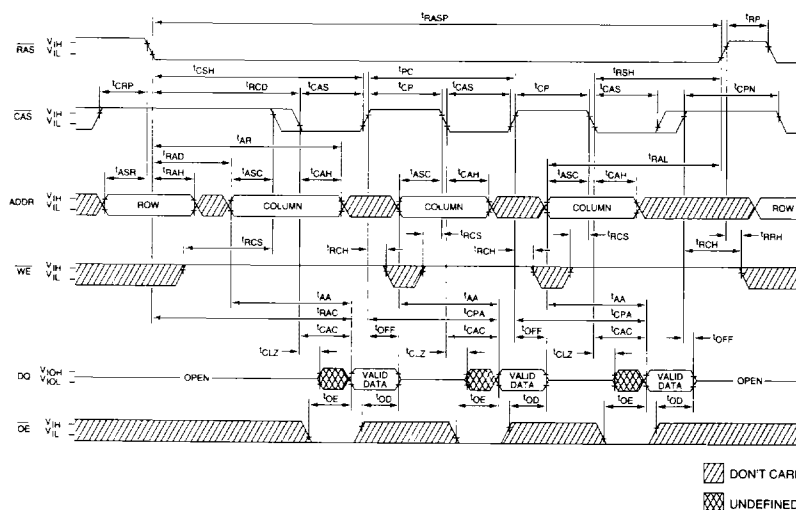 tRASP tRP
RAS VIH VIL
tCSH tPC tRSH
tCRP tRCD tCAS tCP tCAS tCP tCAS tCPN
CAS VIH VIL
tAR
tRAD tRAL
tASR tRAH tASC tCAH tASC tCAH tASC tCAH
ADDR VIH VIL ROW COLUMN COLUMN COLUMN ROW
tRCS tRCH tRCS tRCH tRCS tRCH tRRH
WE VIH VIL
tAA tAA tAA
tRAC tCPA tCPA
tCAC tOFF tCAC tOFF tCAC tOFF
tCLZ tCLZ tCLZ
DQ VIOH VIOL OPEN VALID DATA VALID DATA VALID DATA OPEN
tOE tOD tOE tOD tOE tOD
OE VIH VIL
DON'T CARE
UNDEFINED